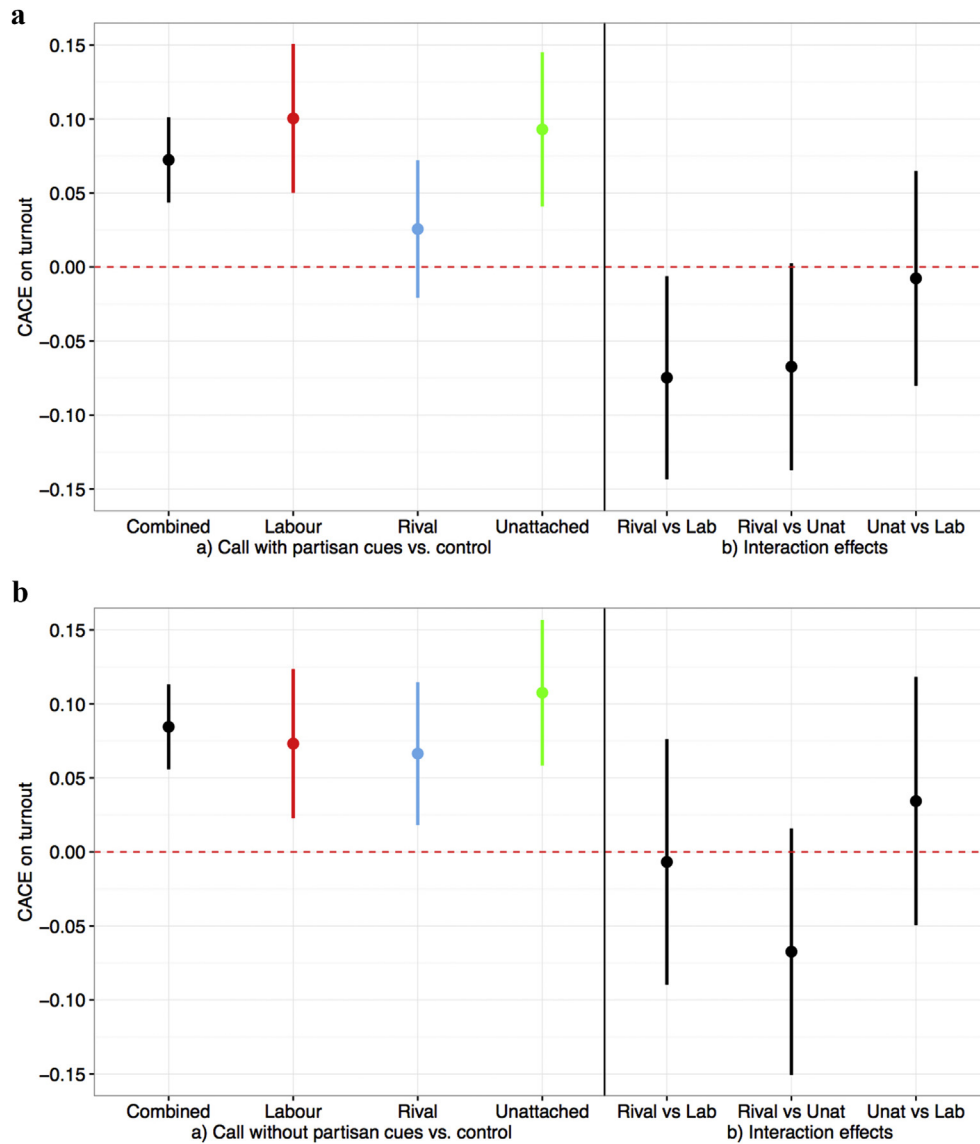 a
CACE on turnout
0.15
0.10
0.05
0.00
−0.05
−0.10
−0.15
Combined Labour Rival Unattached Rival vs Lab Rival vs Unat Unat vs Lab
a) Call with partisan cues vs. control b) Interaction effects
b
CACE on turnout
0.15
0.10
0.05
0.00
−0.05
−0.10
−0.15
Combined Labour Rival Unattached Rival vs Lab Rival vs Unat Unat vs Lab
a) Call without partisan cues vs. control b) Interaction effects